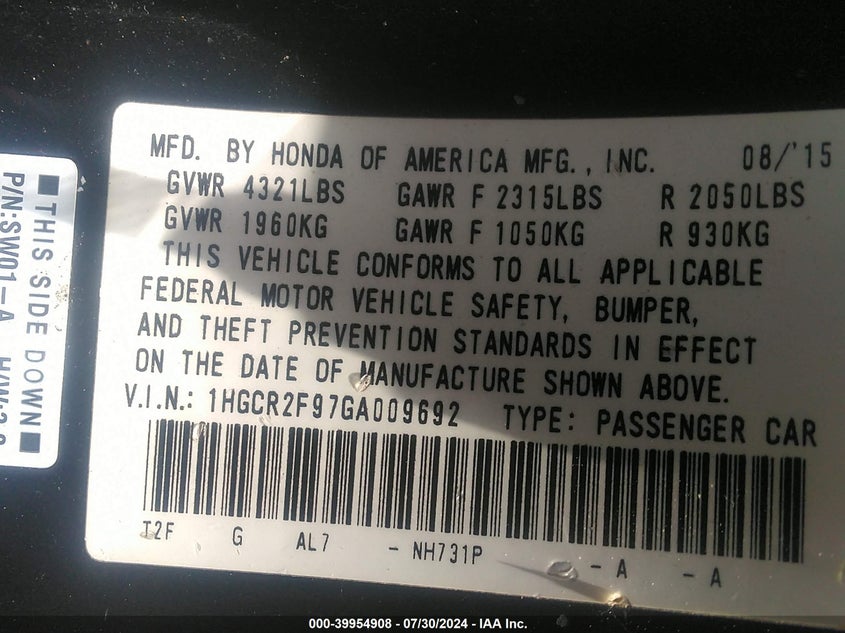 MFD. BY HONDA OF AMERICA MFG., INC. 08/'15
GVWR 4321LBS GAWR F 2315LBS R 2050LBS
GVWR 1960KG GAWR F 1050KG R 930KG
THIS VEHICLE CONFORMS TO ALL APPLICABLE
FEDERAL MOTOR VEHICLE SAFETY, BUMPER,
AND THEFT PREVENTION STANDARDS IN EFFECT
ON THE DATE OF MANUFACTURE SHOWN ABOVE.
V.I.N.: 1HGCR2F97GA009692 TYPE: PASSENGER CAR
T2F G AL7 - NH731P - A - A
■THIS SIDE DOWN■
P/N:SW01-A
000-39954908 - 07/30/2024 - IAA Inc.